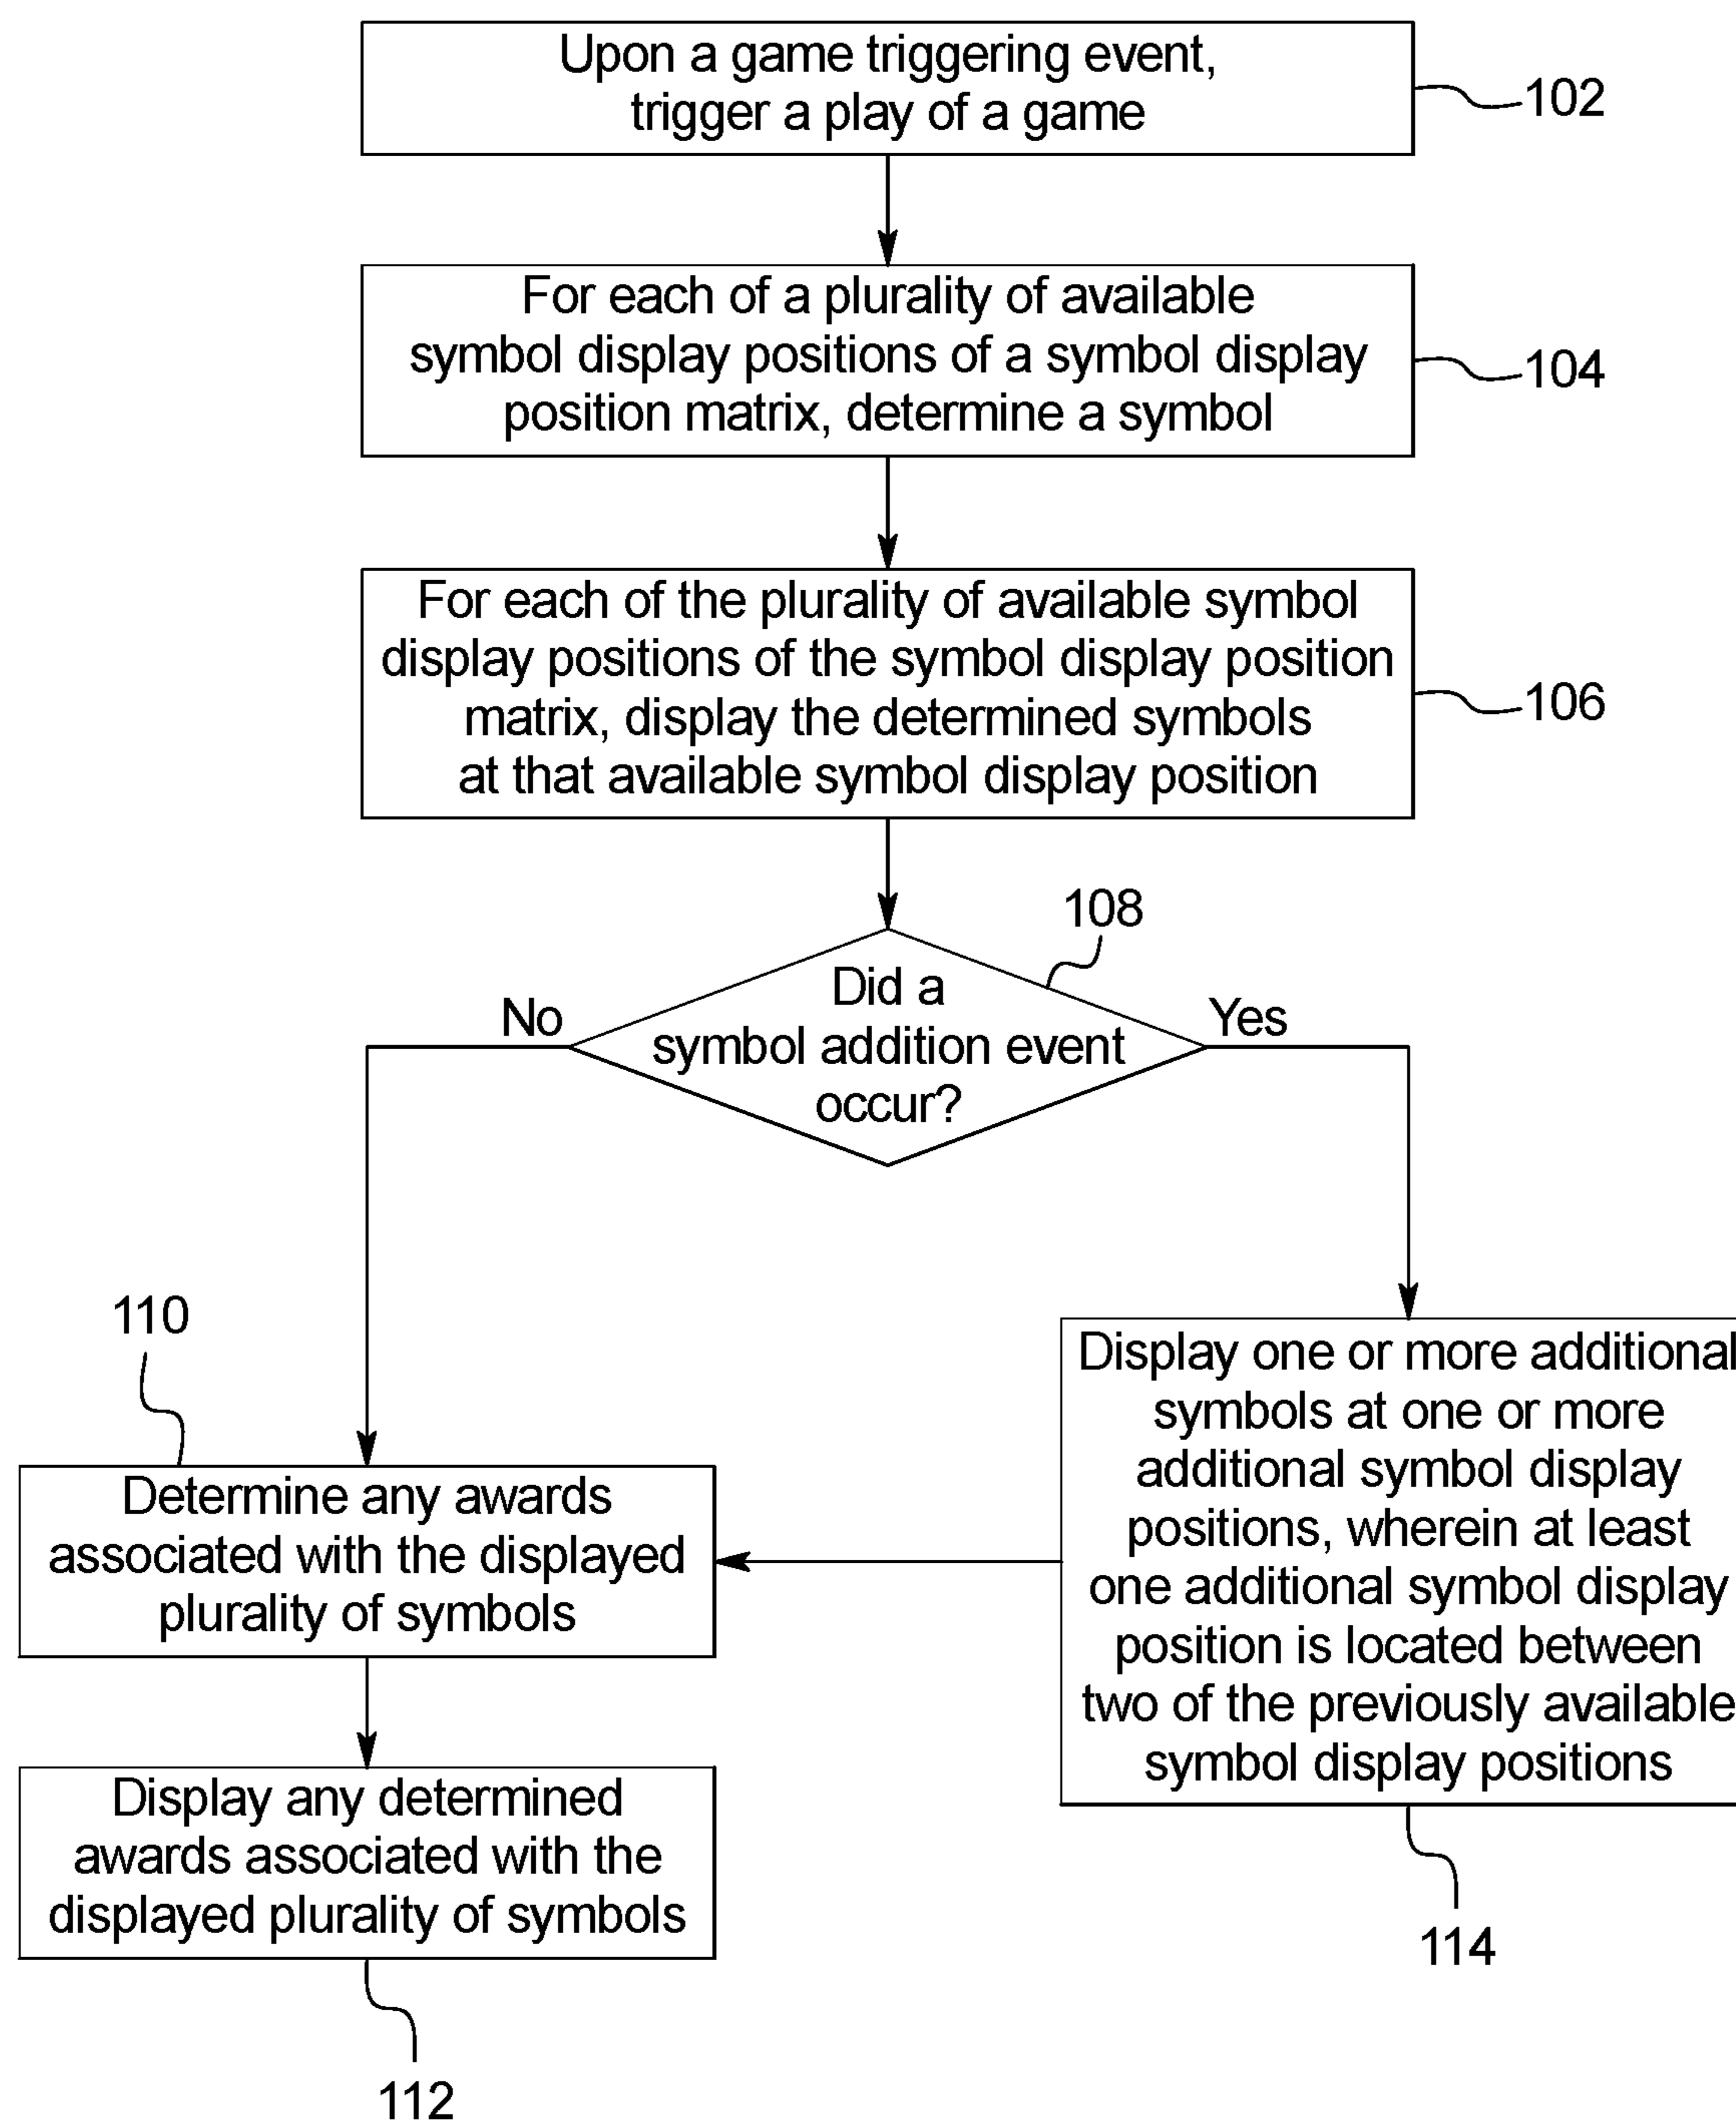 Upon a game triggering event,
trigger a play of a game
102
For each of a plurality of available
symbol display positions of a symbol display
position matrix, determine a symbol
104
For each of the plurality of available symbol
display positions of the symbol display position
matrix, display the determined symbols
at that available symbol display position
106
108
Did a
symbol addition event
occur?
No
Yes
110
Determine any awards
associated with the displayed
plurality of symbols
Display one or more additional
symbols at one or more
additional symbol display
positions, wherein at least
one additional symbol display
position is located between
two of the previously available
symbol display positions
114
Display any determined
awards associated with the
displayed plurality of symbols
112